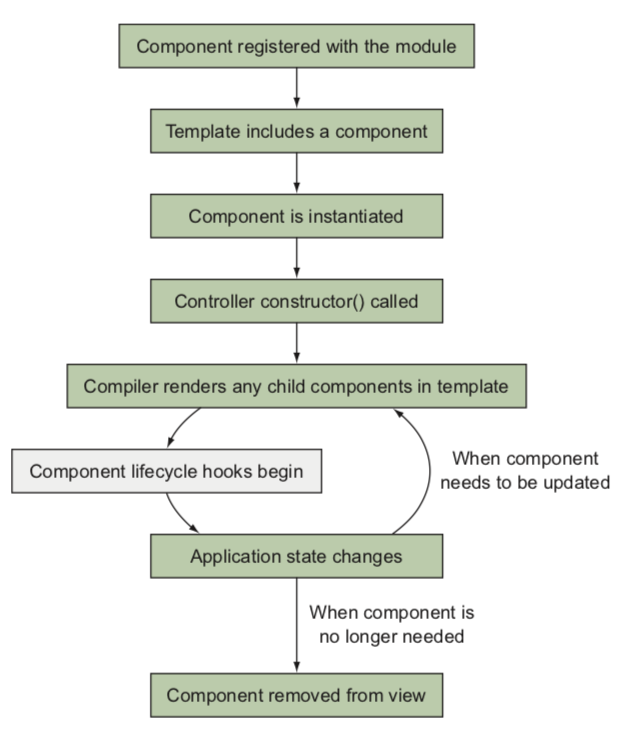 Component registered with the module
Template includes a component
Component is instantiated
Controller constructor() called
Compiler renders any child components in template
Component lifecycle hooks begin
When component
needs to be updated
Application state changes
When component is
no longer needed
Component removed from view